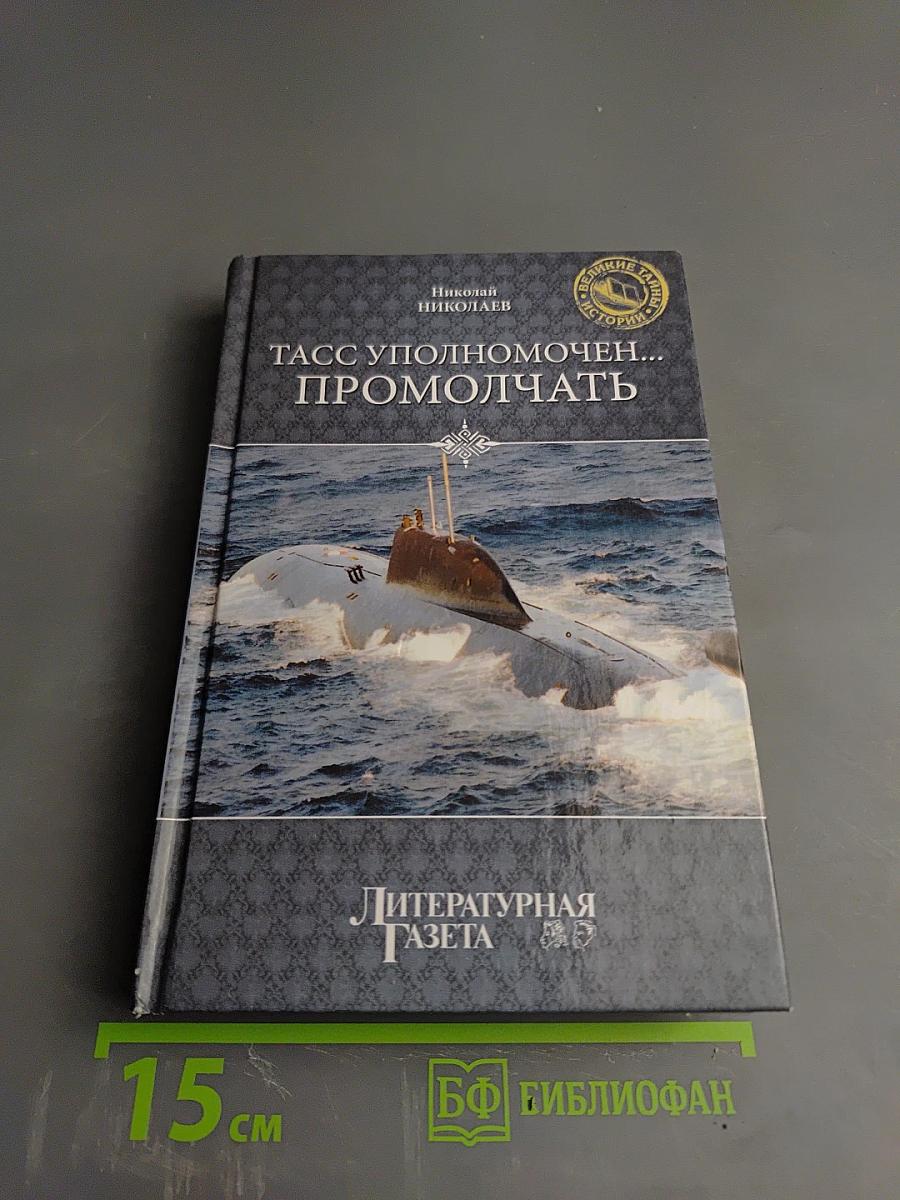 Николай
НИКОЛАЕВ
ВЕЛИКИЕ ТАЙНЫ
ИСТОРИИ
ТАСС УПОЛНОМОЧЕН...
ПРОМОЛЧАТЬ
ЛИТЕРАТУРНАЯ
ГАЗЕТА
15 см
БФ БИБЛИОФАН